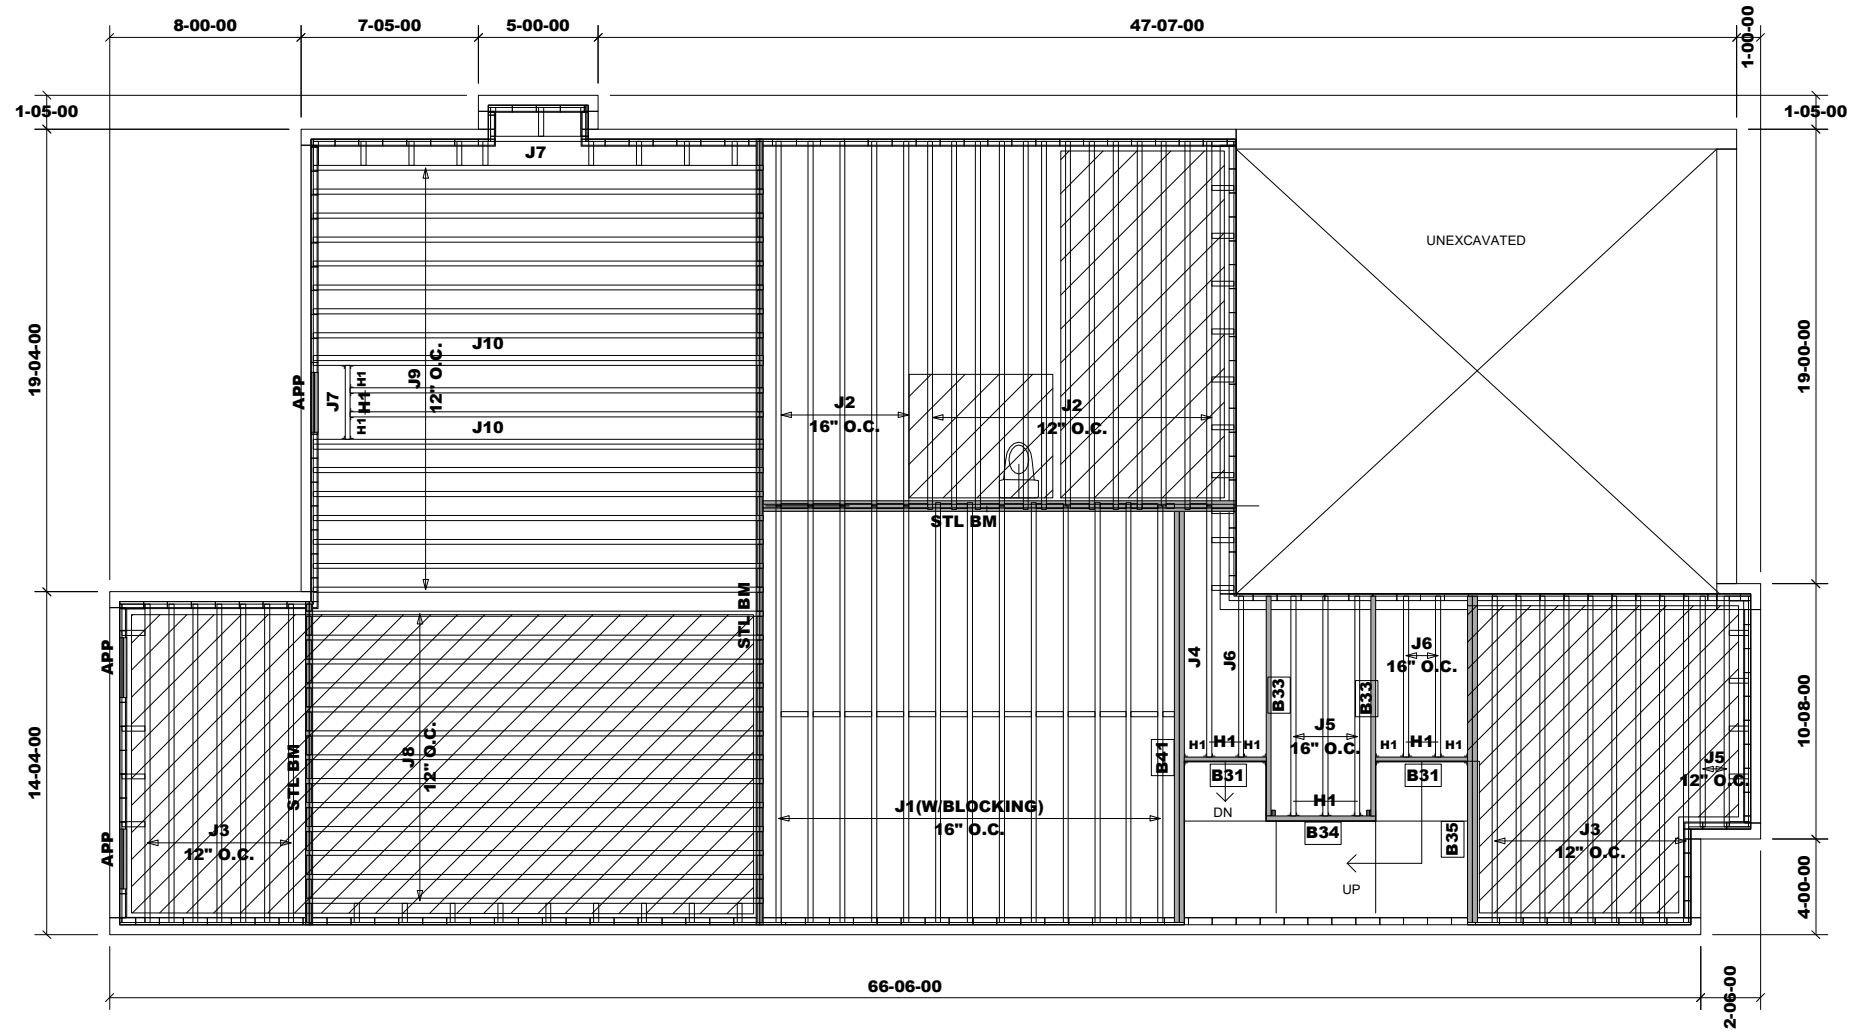 8-00-00
7-05-00
5-00-00
47-07-00
1-00-00
1-05-00
1-05-00
J7
UNEXCAVATED
19-04-00
19-00-00
J10
J9
12" O.C.
APP
J7
H1
H1
H1
J10
J2
16" O.C.
J2
12" O.C.
STL BM
STL BM
APP
J4
J6
J6
16" O.C.
B33
B33
J5
16" O.C.
10-08-00
14-04-00
J8
12" O.C.
STL BM
B41
H1
H1
H1
H1
H1
H1
B31
B31
J5
12" O.C.
DN
J1(W/BLOCKING)
16" O.C.
H1
B34
B35
APP
J3
12" O.C.
J3
12" O.C.
UP
4-00-00
66-06-00
2-06-00